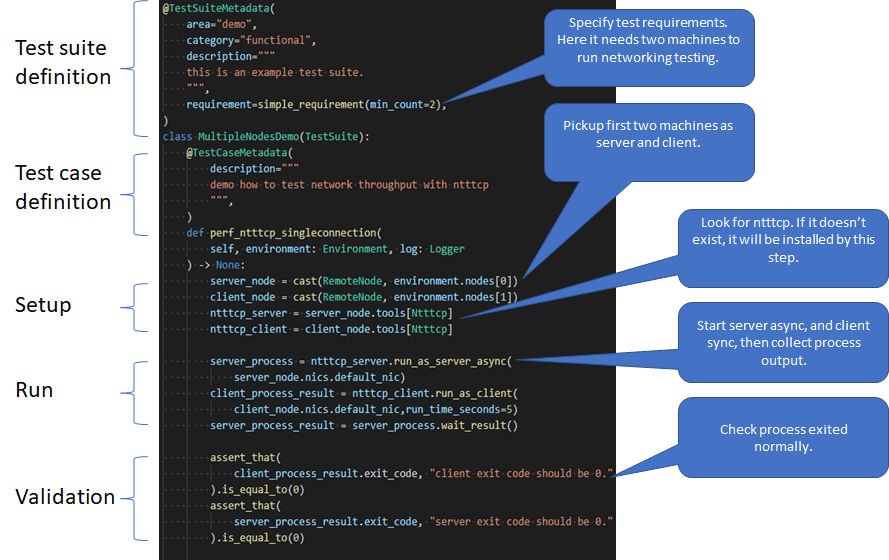 Test suite
definition
Test case
definition
Setup
Run
Validation
@TestSuiteMetadata(
    area="demo",
    category="functional",
    description="""
    this is an example test suite.
    """,
    requirement=simple_requirement(min_count=2),
)
class MultipleNodesDemo(TestSuite):
    @TestCaseMetadata(
        description="""
        demo how to test network throughput with ntttcp
        """,
    )
    def perf_ntttcp_singleconnection(
        self, environment: Environment, log: Logger
    ) -> None:
        server_node = cast(RemoteNode, environment.nodes[0])
        client_node = cast(RemoteNode, environment.nodes[1])
        ntttcp_server = server_node.tools[Ntttcp]
        ntttcp_client = client_node.tools[Ntttcp]

        server_process = ntttcp_server.run_as_server_async(
            server_node.nics.default_nic)
        client_process_result = ntttcp_client.run_as_client(
            client_node.nics.default_nic,run_time_seconds=5)
        server_process_result = server_process.wait_result()

        assert_that(
            client_process_result.exit_code, "client exit code should be 0."
        ).is_equal_to(0)
        assert_that(
            server_process_result.exit_code, "server exit code should be 0."
        ).is_equal_to(0)
Specify test requirements.
Here it needs two machines to
run networking testing.
Pickup first two machines as
server and client.
Look for ntttcp. If it doesn't
exist, it will be installed by this
step.
Start server async, and client
sync, then collect process
output.
Check process exited
normally.